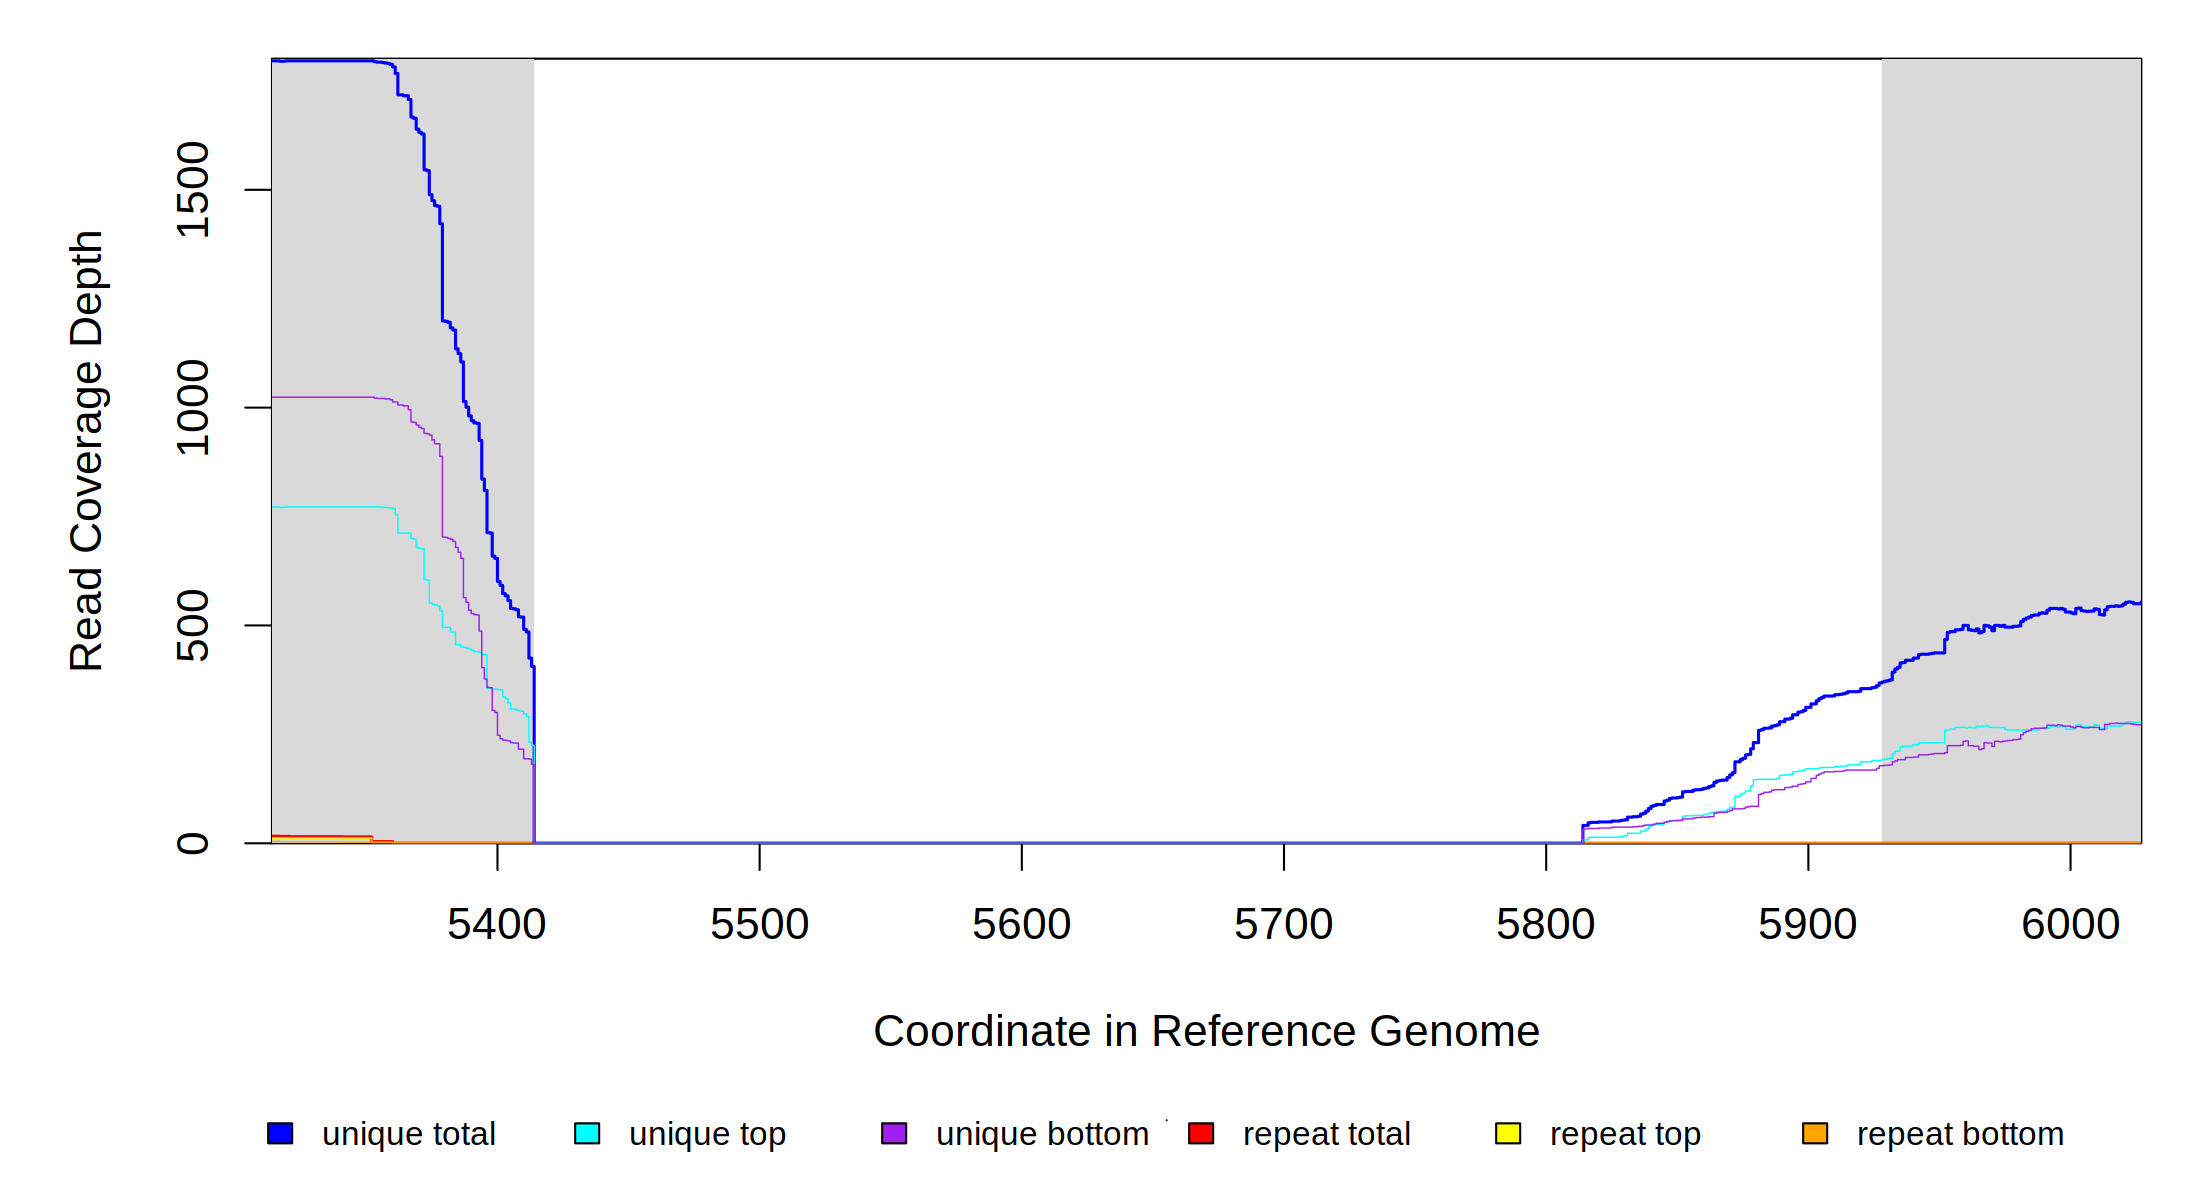 Read Coverage Depth
1500
1000
500
0
5400 5500 5600 5700 5800 5900 6000
Coordinate in Reference Genome
unique total unique top unique bottom repeat total repeat top repeat bottom